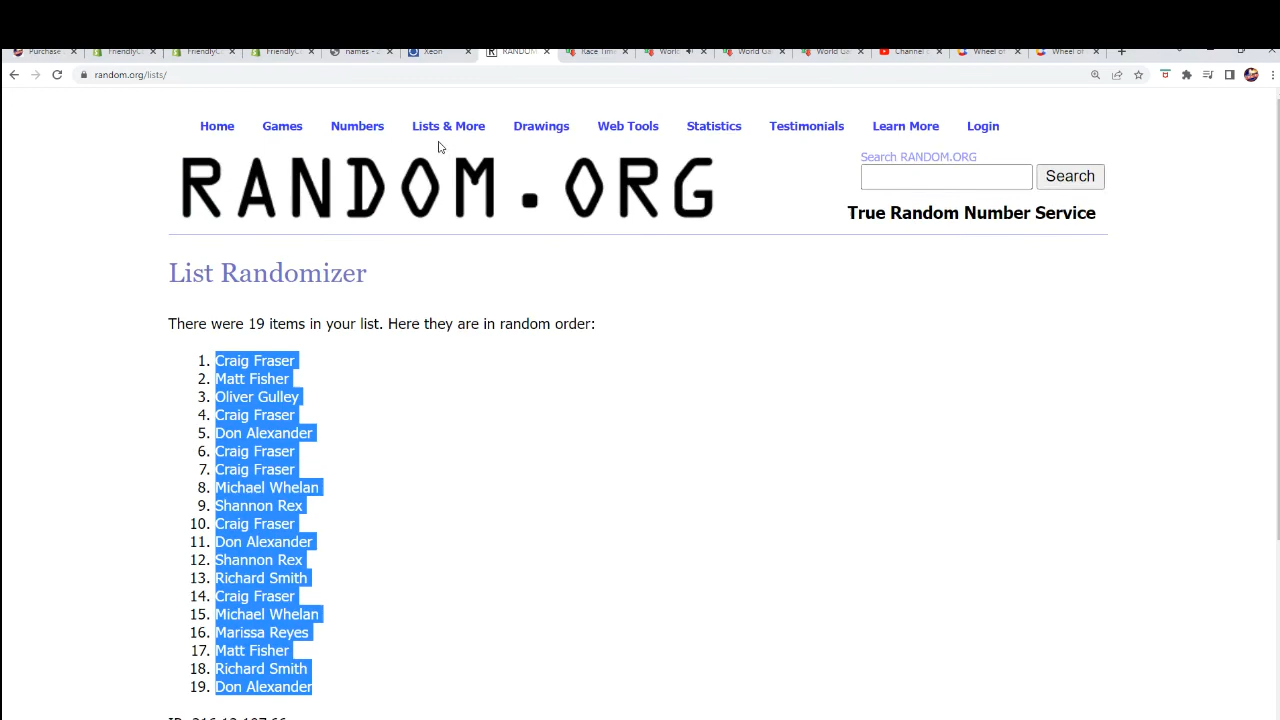 Purchase FriendlyC FriendlyC FriendlyC names - Xeon RANDOM Race Tim World World Ga World Ga Channel Wheel of Wheel of
random.org/lists/
Home Games Numbers Lists & More Drawings Web Tools Statistics Testimonials Learn More Login
Search RANDOM.ORG
RANDOM.ORG
Search
True Random Number Service
List Randomizer
There were 19 items in your list. Here they are in random order:
1. Craig Fraser
2. Matt Fisher
3. Oliver Gulley
4. Craig Fraser
5. Don Alexander
6. Craig Fraser
7. Craig Fraser
8. Michael Whelan
9. Shannon Rex
10. Craig Fraser
11. Don Alexander
12. Shannon Rex
13. Richard Smith
14. Craig Fraser
15. Michael Whelan
16. Marissa Reyes
17. Matt Fisher
18. Richard Smith
19. Don Alexander